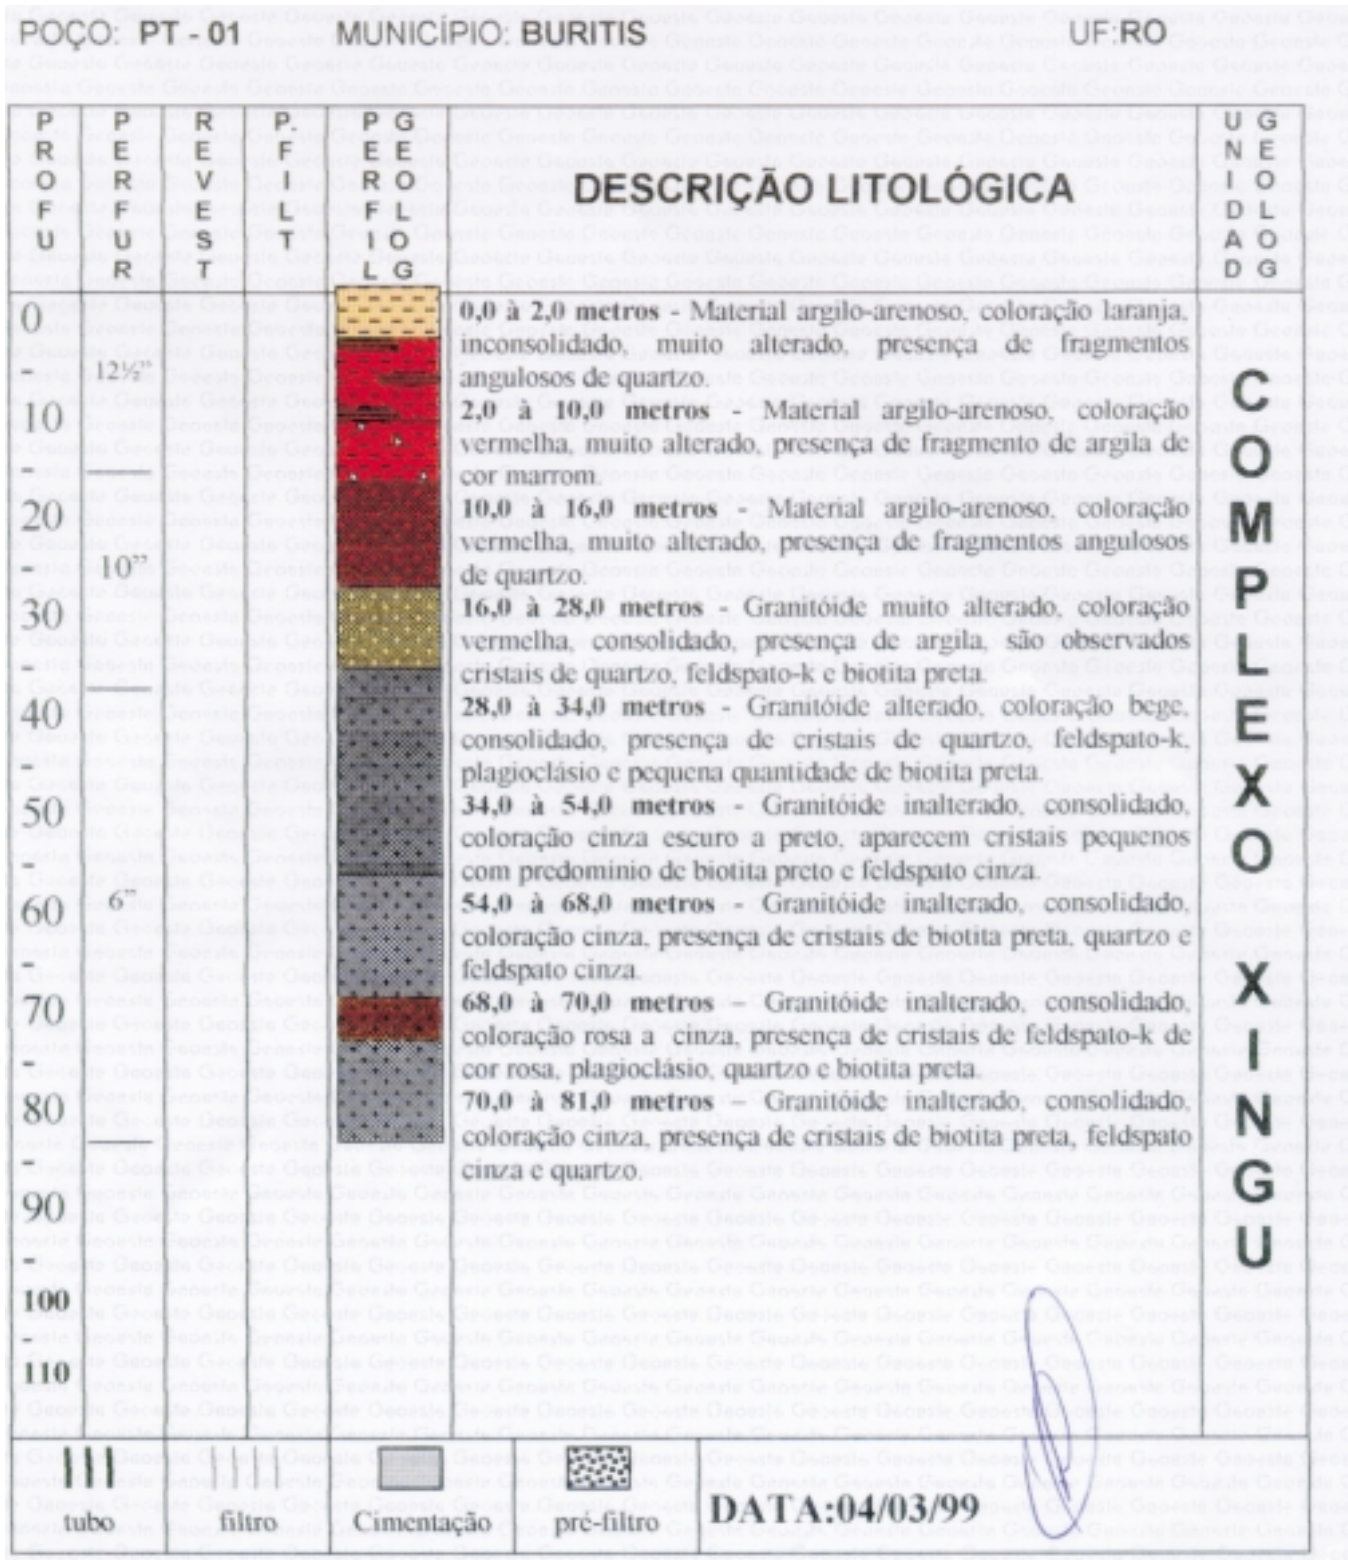 POÇO: PT - 01 MUNICÍPIO: BURITIS UF:RO
PROFU
PERFUR
REVEST
P. FILT
PERFIL GEOLOG
DESCRIÇÃO LITOLÓGICA
UNIDAD GEOLOG
0
-
10
-
20
-
30
-
40
-
50
-
60
-
70
-
80
-
90
-
100
-
110
12½"
10"
6"
0,0 à 2,0 metros - Material argilo-arenoso, coloração laranja,
inconsolidado, muito alterado, presença de fragmentos
angulosos de quartzo.
2,0 à 10,0 metros - Material argilo-arenoso, coloração
vermelha, muito alterado, presença de fragmento de argila de
cor marrom.
10,0 à 16,0 metros - Material argilo-arenoso, coloração
vermelha, muito alterado, presença de fragmentos angulosos
de quartzo.
16,0 à 28,0 metros - Granitóide muito alterado, coloração
vermelha, consolidado, presença de argila, são observados
cristais de quartzo, feldspato-k e biotita preta.
28,0 à 34,0 metros - Granitóide alterado, coloração bege,
consolidado, presença de cristais de quartzo, feldspato-k,
plagioclásio e pequena quantidade de biotita preta.
34,0 à 54,0 metros - Granitóide inalterado, consolidado,
coloração cinza escuro a preto, aparecem cristais pequenos
com predominio de biotita preto e feldspato cinza.
54,0 à 68,0 metros - Granitóide inalterado, consolidado,
coloração cinza, presença de cristais de biotita preta, quartzo e
feldspato cinza.
68,0 à 70,0 metros – Granitóide inalterado, consolidado,
coloração rosa a cinza, presença de cristais de feldspato-k de
cor rosa, plagioclásio, quartzo e biotita preta.
70,0 à 81,0 metros – Granitóide inalterado, consolidado,
coloração cinza, presença de cristais de biotita preta, feldspato
cinza e quartzo.
COMPLEXO XINGU
tubo filtro Cimentação pré-filtro
DATA:04/03/99